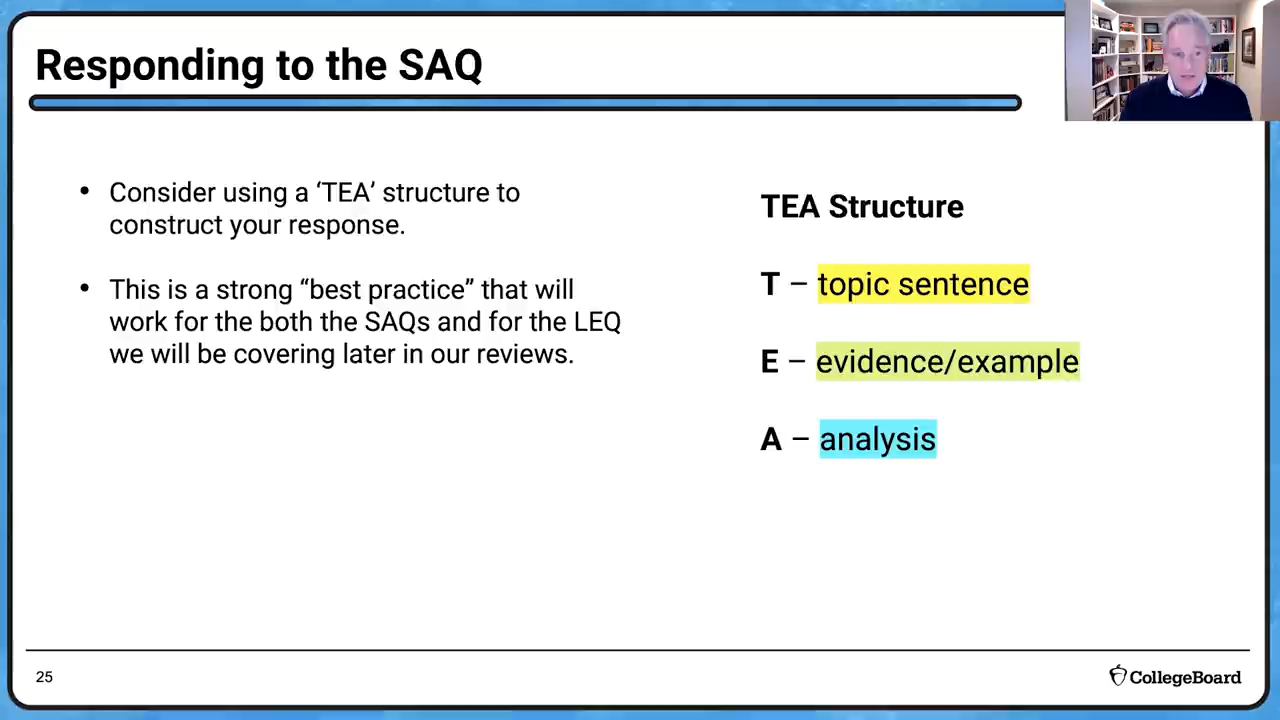 Responding to the SAQ
• Consider using a ‘TEA’ structure to
construct your response.
• This is a strong “best practice” that will
work for the both the SAQs and for the LEQ
we will be covering later in our reviews.
TEA Structure
T – topic sentence
E – evidence/example
A – analysis
25
CollegeBoard